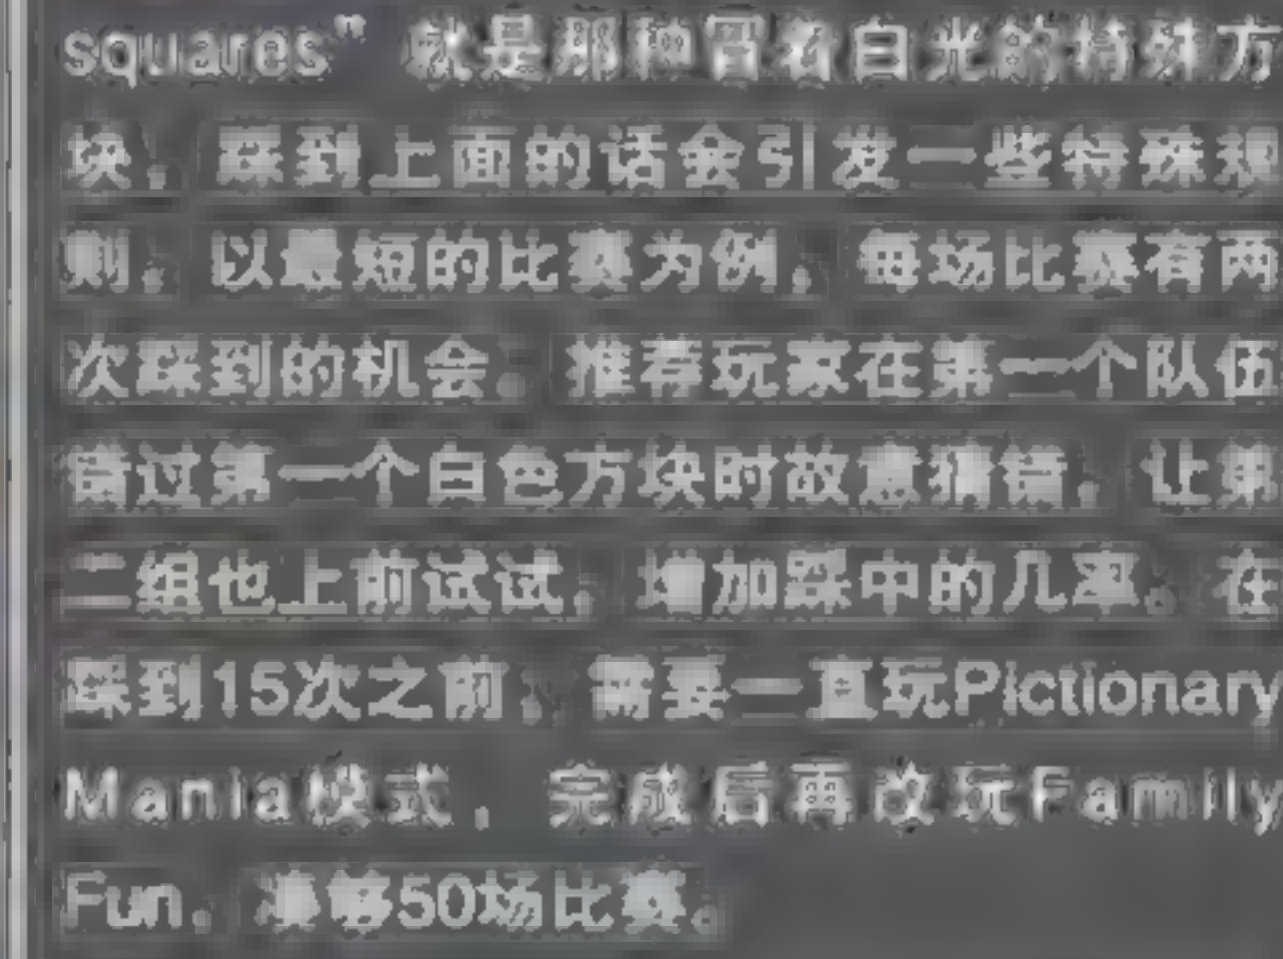 squares" 就是那种冒着白光的特殊方
块，踩到上面的话会引发一些特殊规
则，以最短的比赛为例，每场比赛有两
次踩到的机会。推荐玩家在第一个队伍
踏过第一个白色方块时故意猜错，让第
二组也上前试试，增加踩中的几率。在
踩到15次之前，需要一直玩Pictionary
Mania模式，完成后再改玩Family
Fun，凑够50场比赛。